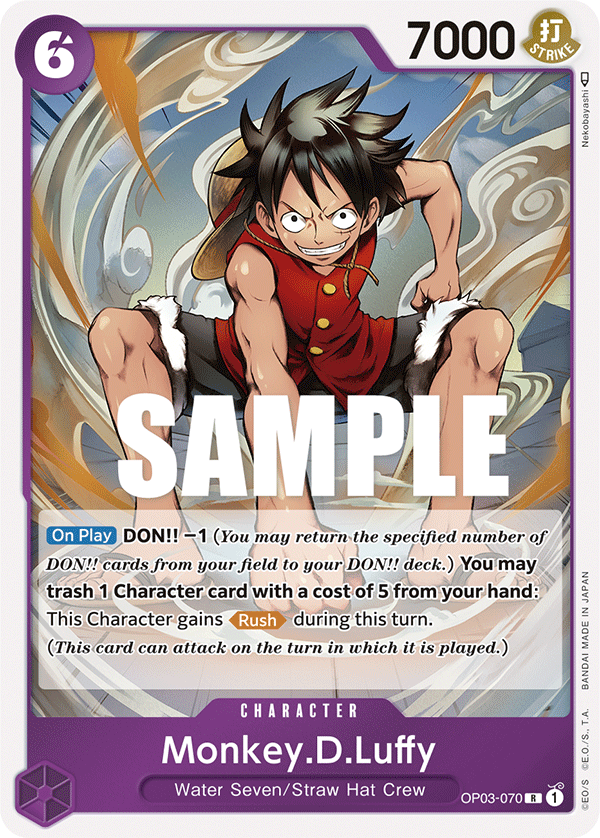 6
7000
打
STRIKE
Nekobayashi
SAMPLE
On Play DON!! −1 (You may return the specified number of
DON!! cards from your field to your DON!! deck.) You may
trash 1 Character card with a cost of 5 from your hand:
This Character gains Rush during this turn.
(This card can attack on the turn in which it is played.)
©EO/S ©E.O./S., T.A. BANDAI MADE IN JAPAN
CHARACTER
Monkey.D.Luffy
Water Seven/Straw Hat Crew
OP03-070 R 1